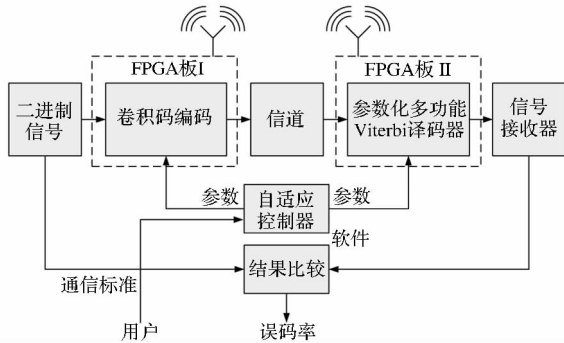 FPGA板I
FPGA板 II
二进制
信号
卷积码编码
信道
参数化多功能
Viterbi译码器
信号
接收器
参数
自适应
控制器
参数
软件
通信标准
结果比较
用户
误码率